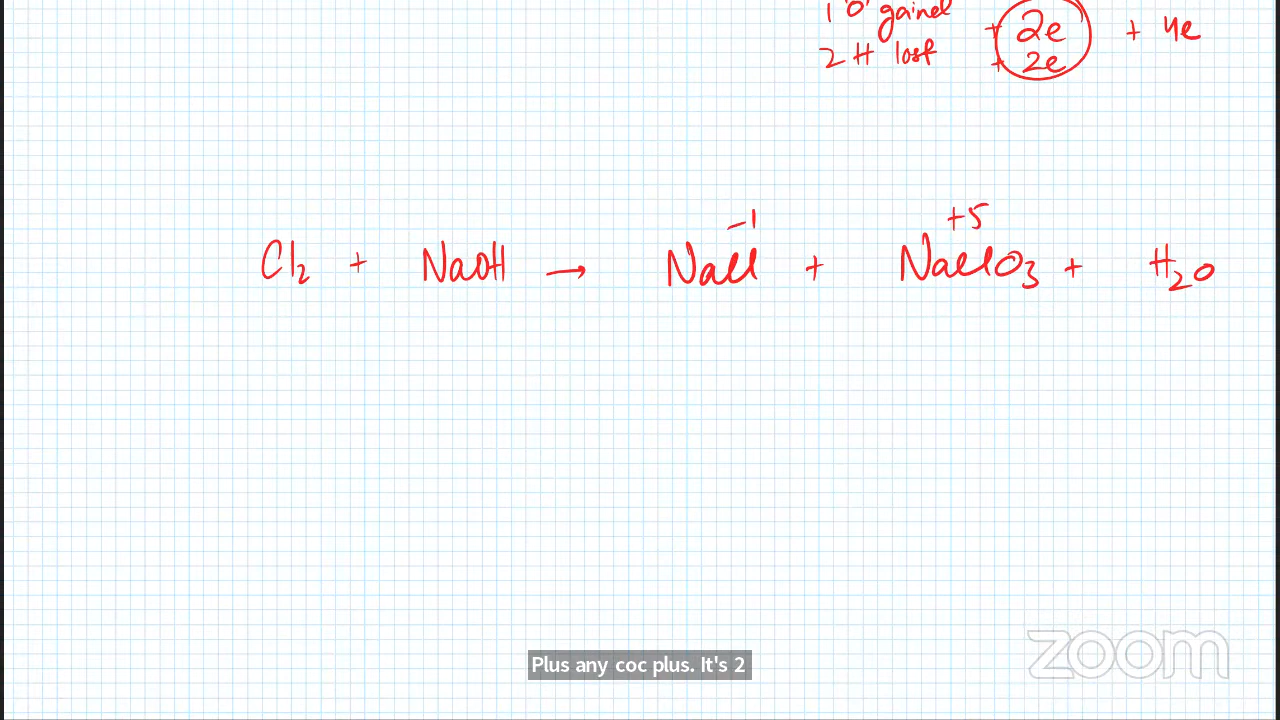 1 'O' gained + 2e + 4e
2 H lost + 2e
-1 +5
Cl2 + NaOH → NaCl + NaClO3 + H2O
Plus any coc plus. It's 2
zoom